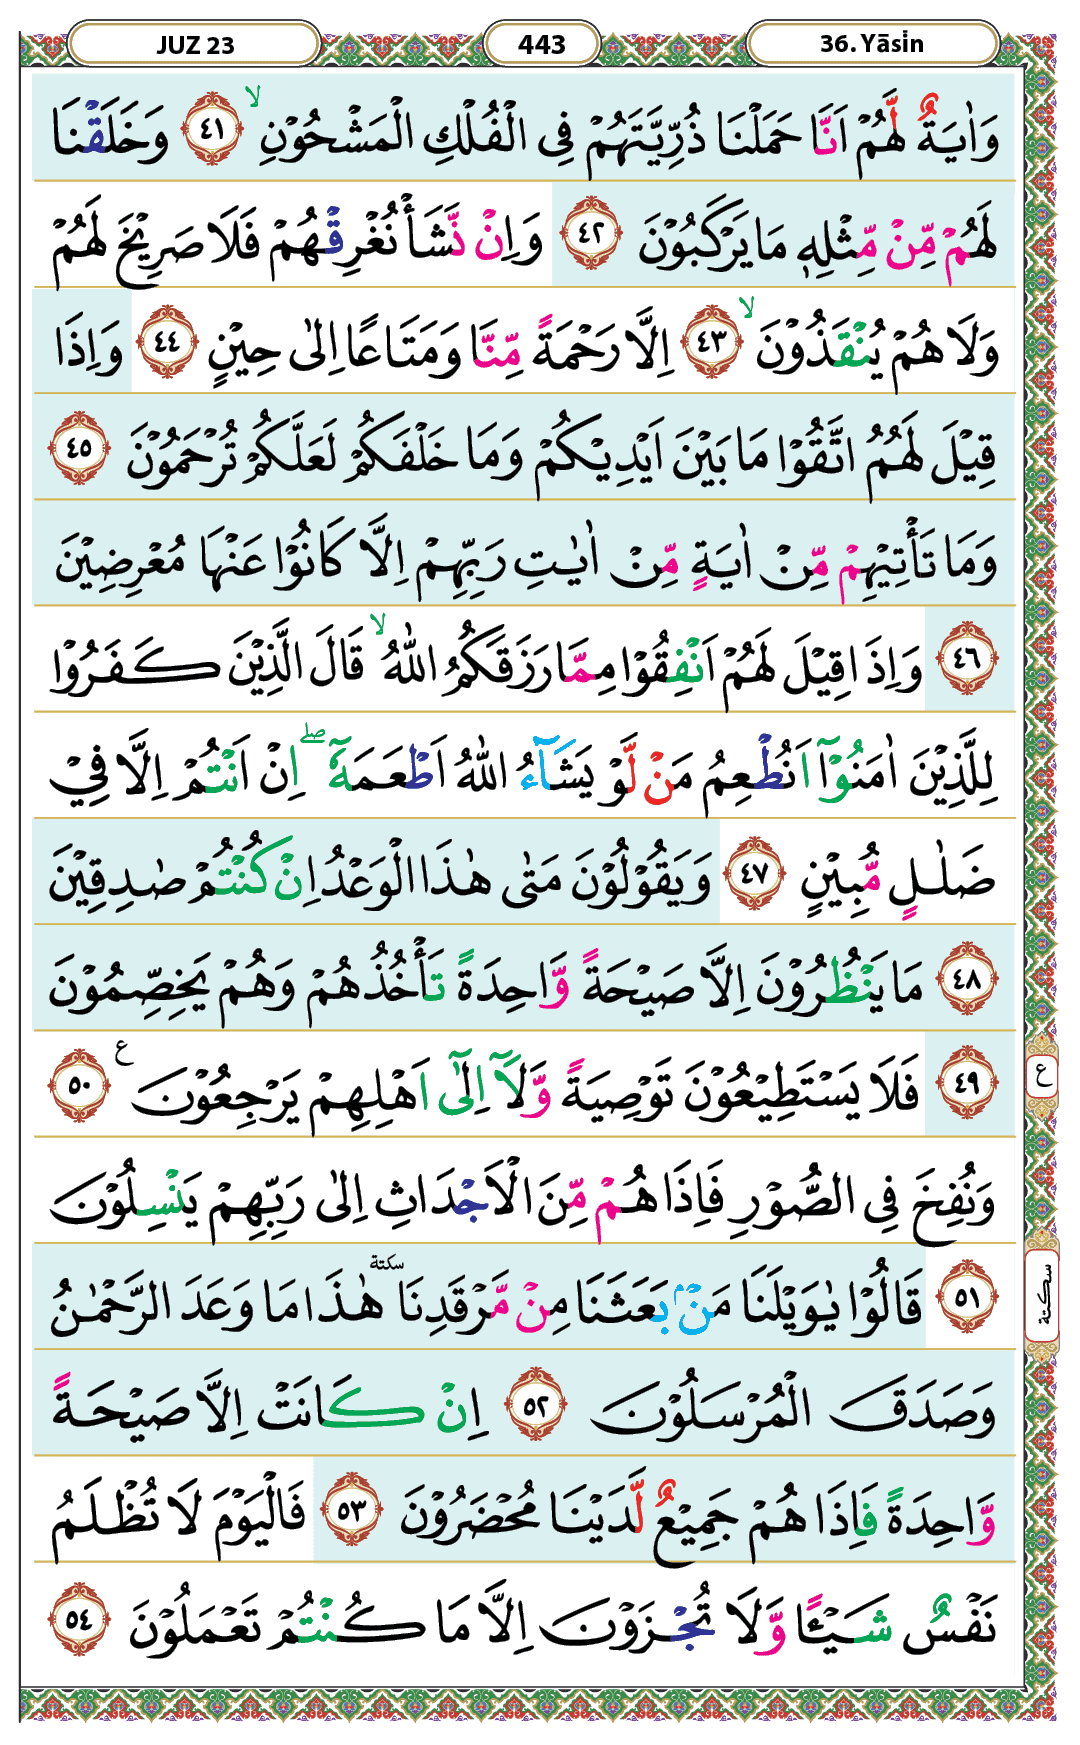 JUZ 23 443 36. Yāsin
وَاٰيَةٌ لَّهُمْ اَنَّا حَمَلْنَا ذُرِّيَّتَهُمْ فِى الْفُلْكِ الْمَشْحُوْنِ ۙ ٤١ وَخَلَقْنَا
لَهُمْ مِّنْ مِّثْلِهٖ مَا يَرْكَبُوْنَ ٤٢ وَاِنْ نَّشَأْ نُغْرِقْهُمْ فَلَا صَرِيْخَ لَهُمْ
وَلَا هُمْ يُنْقَذُوْنَ ۙ ٤٣ اِلَّا رَحْمَةً مِّنَّا وَمَتَاعًا اِلٰى حِيْنٍ ٤٤ وَاِذَا
قِيْلَ لَهُمُ اتَّقُوْا مَا بَيْنَ اَيْدِيْكُمْ وَمَا خَلْفَكُمْ لَعَلَّكُمْ تُرْحَمُوْنَ ٤٥
وَمَا تَأْتِيْهِمْ مِّنْ اٰيَةٍ مِّنْ اٰيٰتِ رَبِّهِمْ اِلَّا كَانُوْا عَنْهَا مُعْرِضِيْنَ
٤٦ وَاِذَا قِيْلَ لَهُمْ اَنْفِقُوْا مِمَّا رَزَقَكُمُ اللّٰهُ ۙ قَالَ الَّذِيْنَ كَفَرُوْا
لِلَّذِيْنَ اٰمَنُوْٓا اَنُطْعِمُ مَنْ لَّوْ يَشَآءُ اللّٰهُ اَطْعَمَهٗٓ ۖ اِنْ اَنْتُمْ اِلَّا فِيْ
ضَلٰلٍ مُّبِيْنٍ ٤٧ وَيَقُوْلُوْنَ مَتٰى هٰذَا الْوَعْدُ اِنْ كُنْتُمْ صٰدِقِيْنَ
٤٨ مَا يَنْظُرُوْنَ اِلَّا صَيْحَةً وَّاحِدَةً تَأْخُذُهُمْ وَهُمْ يَخِصِّمُوْنَ
٤٩ فَلَا يَسْتَطِيْعُوْنَ تَوْصِيَةً وَّلَآ اِلٰٓى اَهْلِهِمْ يَرْجِعُوْنَ ع ٥٠
ع
وَنُفِخَ فِى الصُّوْرِ فَاِذَا هُمْ مِّنَ الْاَجْدَاثِ اِلٰى رَبِّهِمْ يَنْسِلُوْنَ
٥١ قَالُوْا يٰوَيْلَنَا مَنْۢ بَعَثَنَا مِنْ مَّرْقَدِنَا سكتة هٰذَا مَا وَعَدَ الرَّحْمٰنُ
سكتة
وَصَدَقَ الْمُرْسَلُوْنَ ٥٢ اِنْ كَانَتْ اِلَّا صَيْحَةً
وَّاحِدَةً فَاِذَا هُمْ جَمِيْعٌ لَّدَيْنَا مُحْضَرُوْنَ ٥٣ فَالْيَوْمَ لَا تُظْلَمُ
نَفْسٌ شَيْـًٔا وَّلَا تُجْزَوْنَ اِلَّا مَا كُنْتُمْ تَعْمَلُوْنَ ٥٤